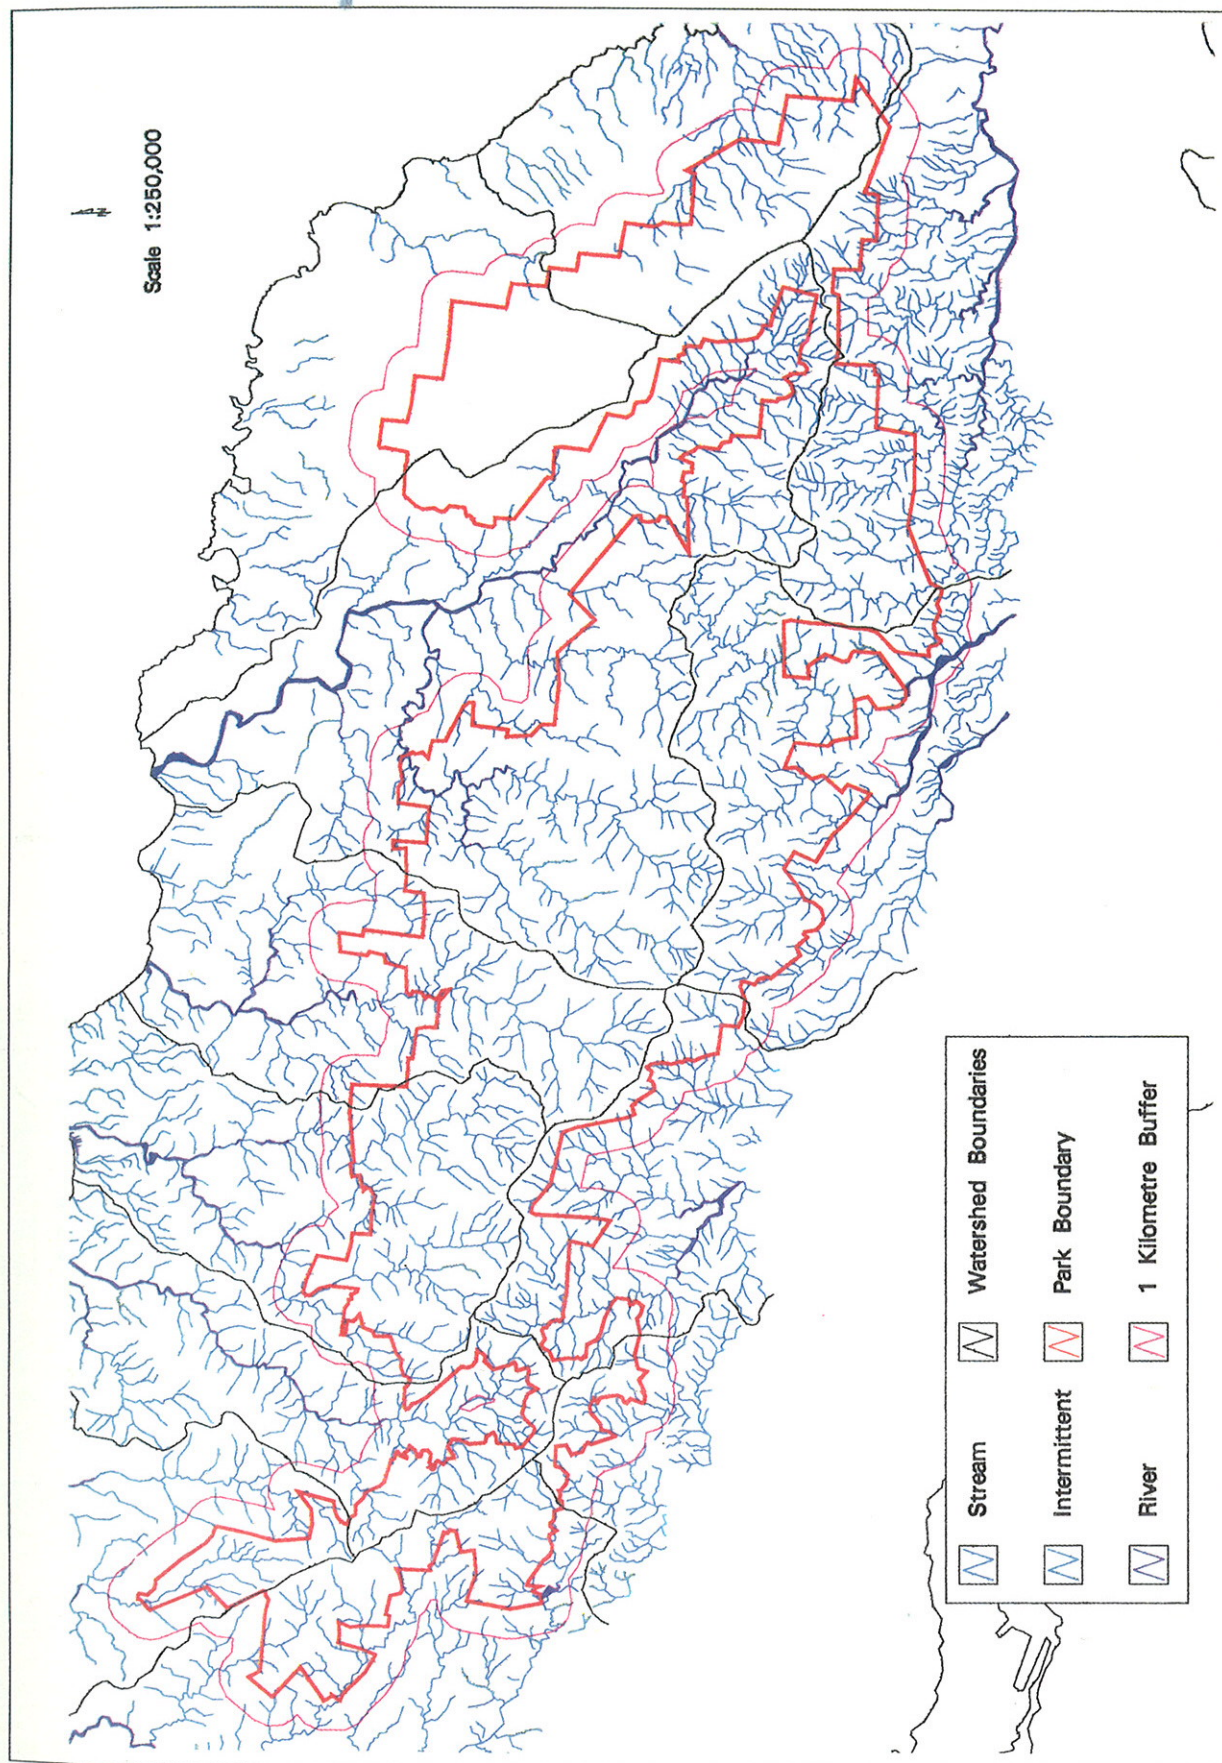 Scale 1:250,000
N
Stream
Watershed Boundaries
Intermittent
Park Boundary
River
1 Kilometre Buffer